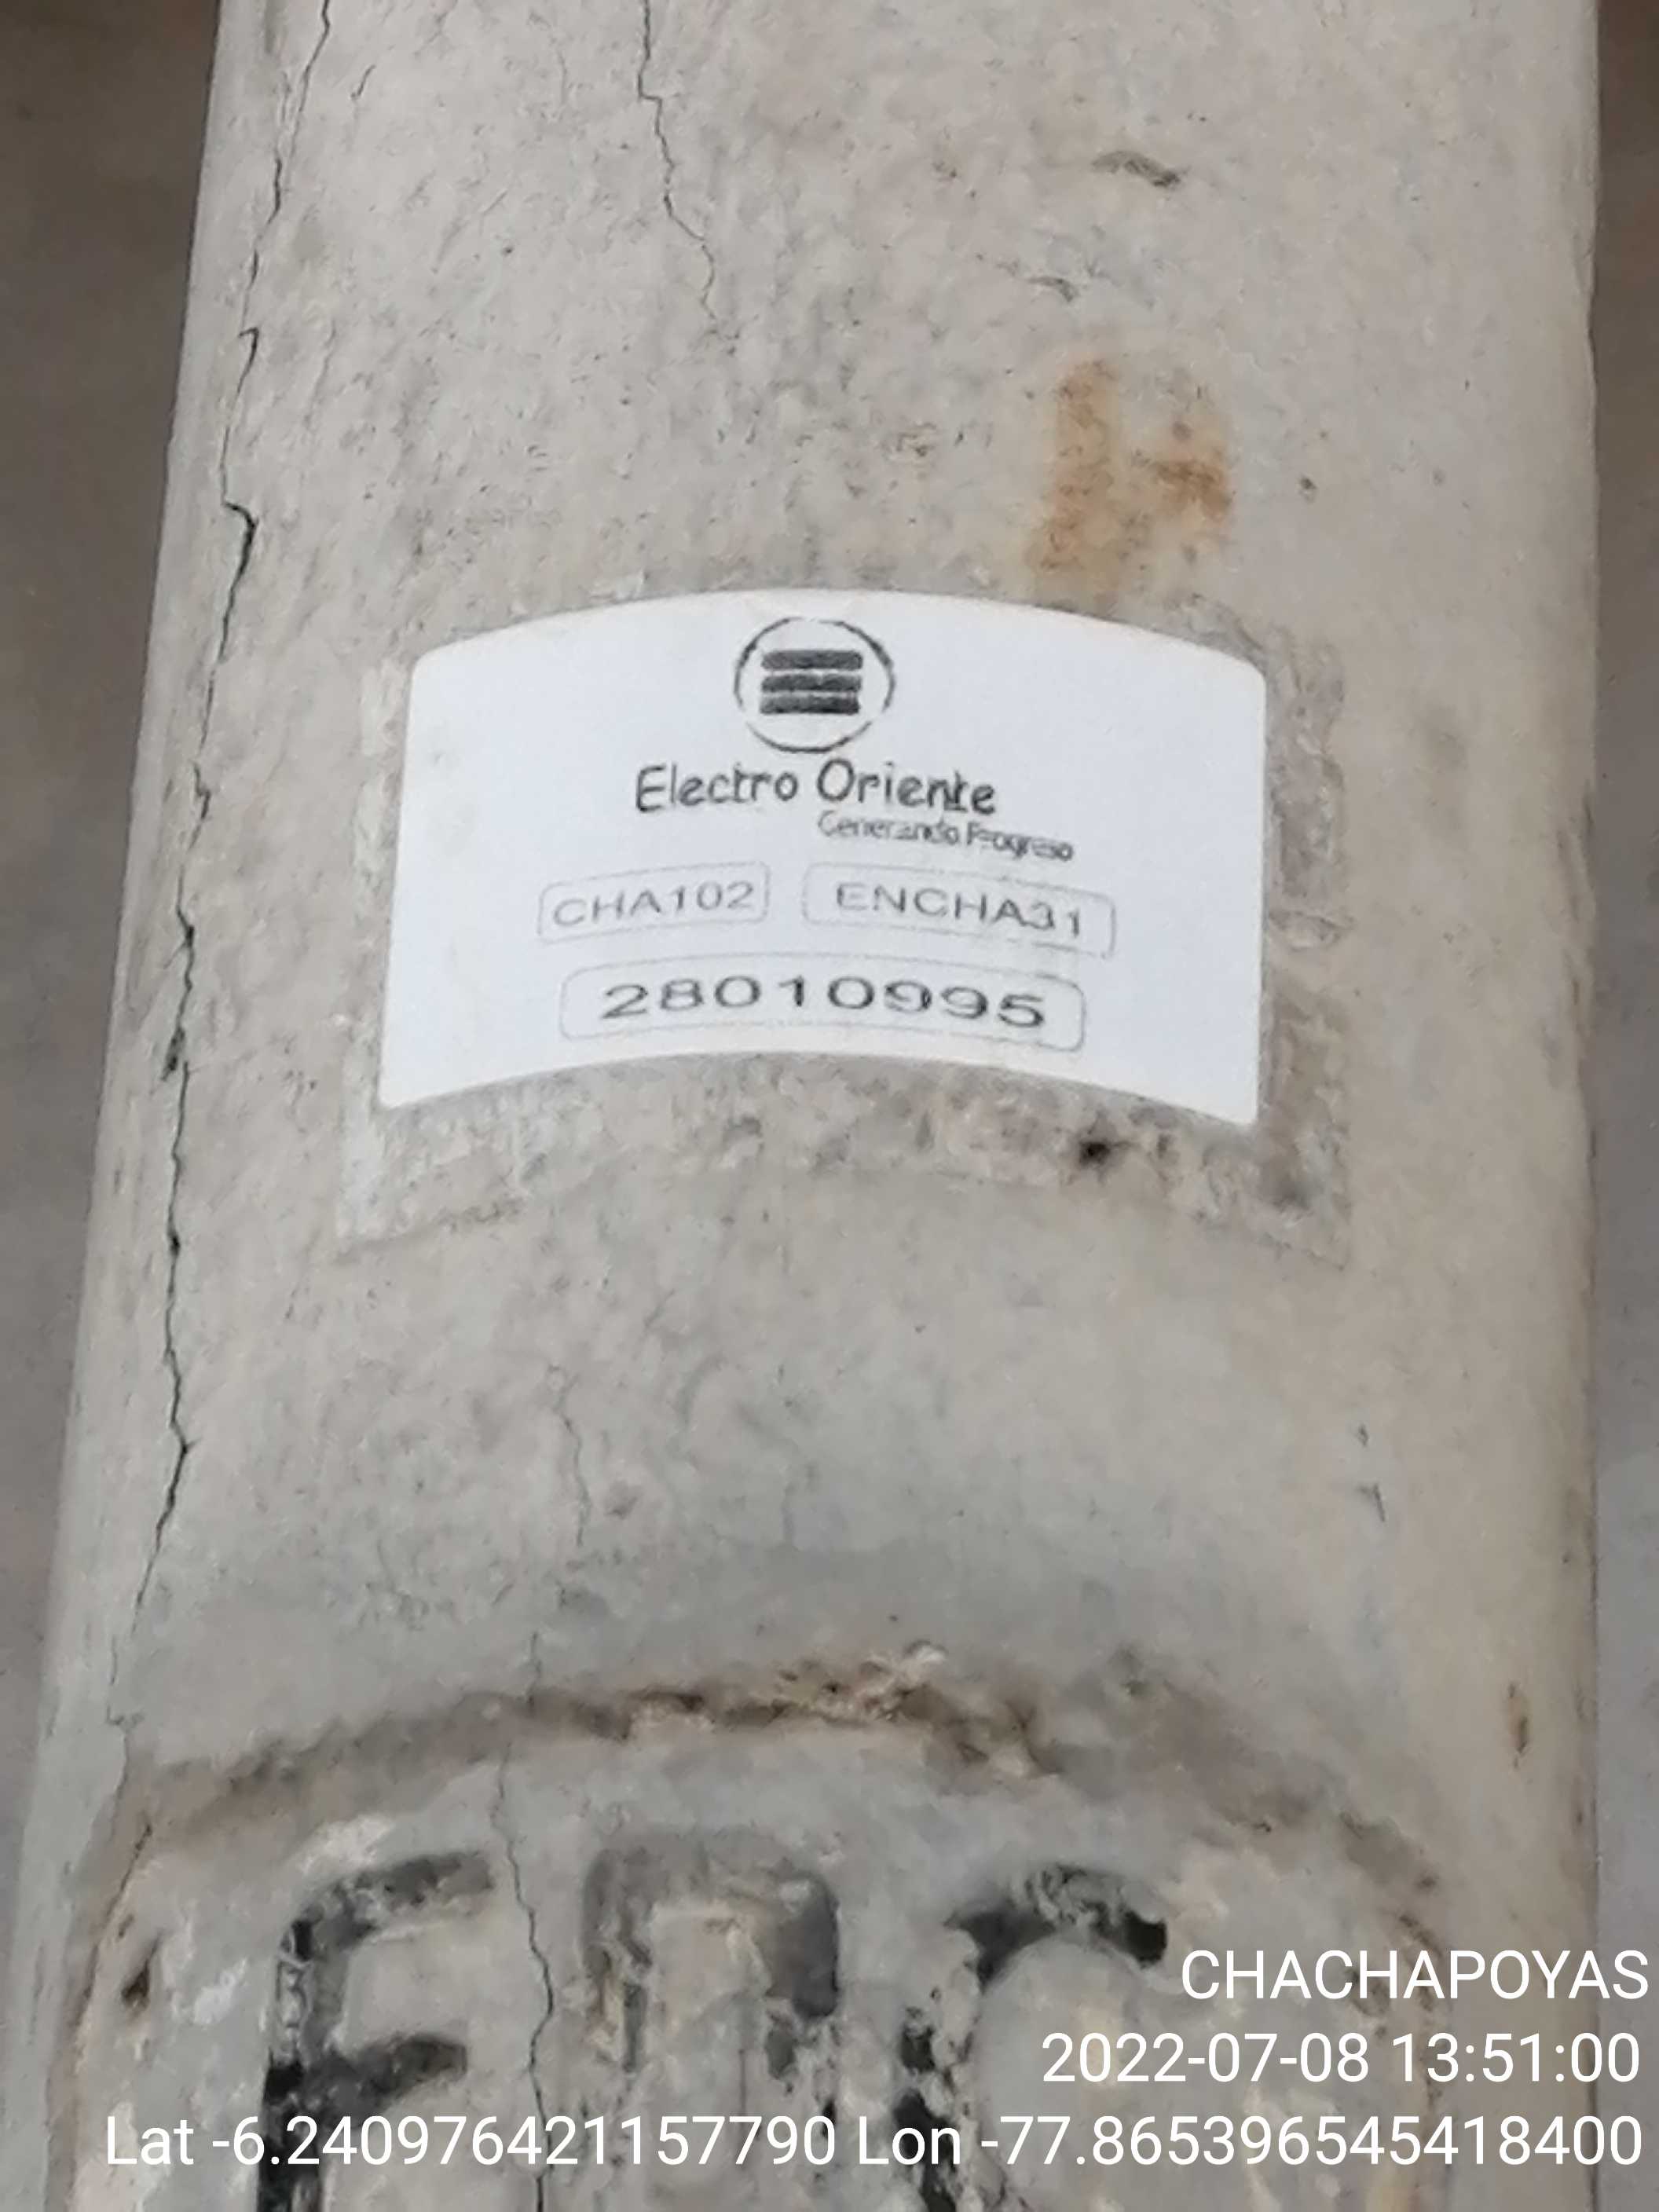 Electro Oriente
Generando Progreso
CHA102 ENCHA31
28010995
CHACHAPOYAS
2022-07-08 13:51:00
Lat -6.240976421157790 Lon -77.865396545418400